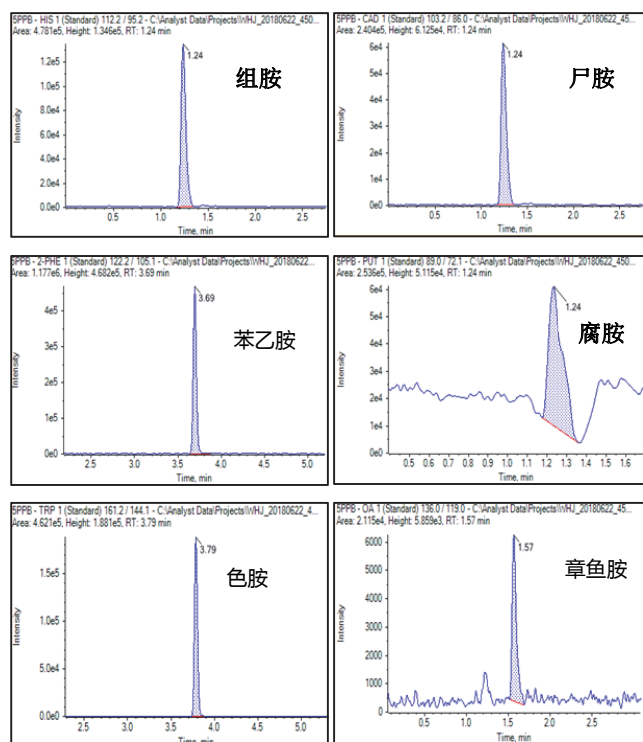 5PPB - HIS 1 (Standard) 112.2 / 95.2 - C:\Analyst Data\Projects\WHJ_20180622_450...
Area: 4.781e5, Height: 1.346e5, RT: 1.24 min
组胺
1.24
Intensity
1.2e5
1.0e5
8.0e4
6.0e4
4.0e4
2.0e4
0.0e0
0.5 1.0 1.5 2.0 2.5
Time, min
5PPB - CAD 1 (Standard) 103.2 / 86.0 - C:\Analyst Data\Projects\WHJ_20180622_45...
Area: 2.404e5, Height: 6.125e4, RT: 1.24 min
尸胺
1.24
Intensity
6e4
5e4
4e4
3e4
2e4
1e4
0e0
0.5 1.0 1.5 2.0 2.5
Time, min
5PPB - 2-PHE 1 (Standard) 122.2 / 105.1 - C:\Analyst Data\Projects\WHJ_20180622...
Area: 1.177e6, Height: 4.682e5, RT: 3.69 min
苯乙胺
3.69
Intensity
4e5
3e5
2e5
1e5
0e0
2.5 3.0 3.5 4.0 4.5 5.0
Time, min
5PPB - PUT 1 (Standard) 89.0 / 72.1 - C:\Analyst Data\Projects\WHJ_20180622_450...
Area: 2.536e5, Height: 5.115e4, RT: 1.24 min
腐胺
1.24
Intensity
6e4
5e4
4e4
3e4
2e4
1e4
0e0
0.5 0.6 0.7 0.8 0.9 1.0 1.1 1.2 1.3 1.4 1.5 1.6
Time, min
5PPB - TRP 1 (Standard) 161.2 / 144.1 - C:\Analyst Data\Projects\WHJ_20180622_4...
Area: 4.621e5, Height: 1.881e5, RT: 3.79 min
色胺
3.79
Intensity
1.5e5
1.0e5
5.0e4
0.0e0
2.5 3.0 3.5 4.0 4.5 5.0
Time, min
5PPB - OA 1 (Standard) 136.0 / 119.0 - C:\Analyst Data\Projects\WHJ_20180622_45...
Area: 2.115e4, Height: 5.859e3, RT: 1.57 min
章鱼胺
1.57
Intensity
6000
5000
4000
3000
2000
1000
0
0.5 1.0 1.5 2.0 2.5
Time, min